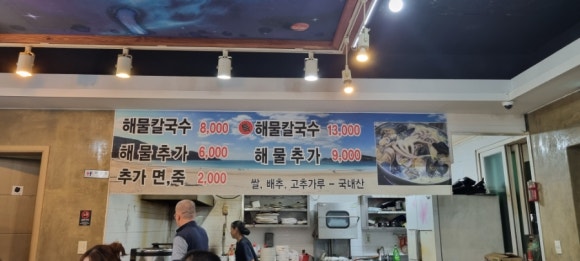 해물칼국수 8,000
해물추가 6,000
추가 면,죽 2,000
해물칼국수 13,000
해물추가 9,000
쌀, 배추, 고추가루 - 국내산